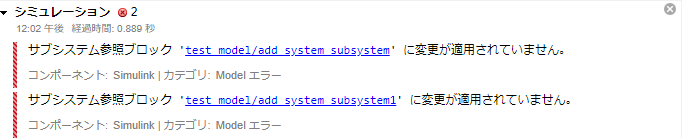 シミュレーション 2
12:02 午後 経過時間: 0.889 秒
サブシステム参照ブロック 'test_model/add_system_subsystem' に変更が適用されていません。
コンポーネント: Simulink | カテゴリ: Model エラー
サブシステム参照ブロック 'test_model/add_system_subsystem1' に変更が適用されていません。
コンポーネント: Simulink | カテゴリ: Model エラー